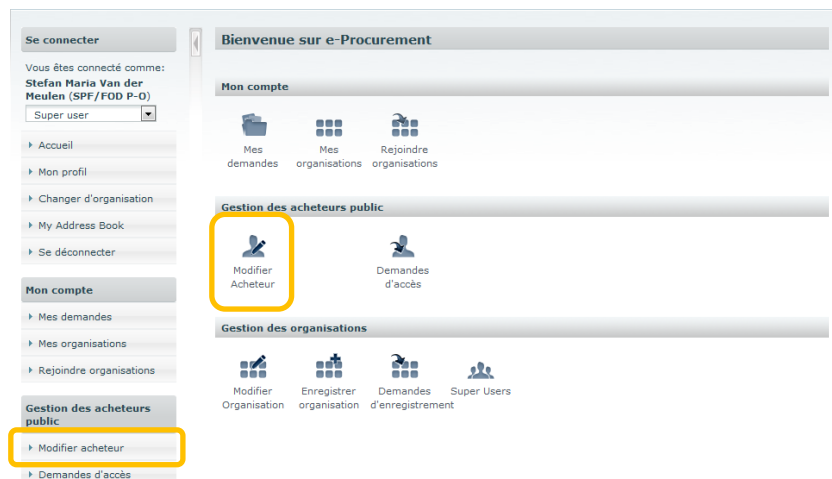 Se connecter
Vous êtes connecté comme:
Stefan Maria Van der
Meulen (SPF/FOD P-O)
Super user
Accueil
Mon profil
Changer d'organisation
My Address Book
Se déconnecter
Mon compte
Mes demandes
Mes organisations
Rejoindre organisations
Gestion des acheteurs
public
Modifier acheteur
Demandes d'accès
Bienvenue sur e-Procurement
Mon compte
Mes
demandes
Mes
organisations
Rejoindre
organisations
Gestion des acheteurs public
Modifier
Acheteur
Demandes
d'accès
Gestion des organisations
Modifier
Organisation
Enregistrer
organisation
Demandes
d'enregistrement
Super Users